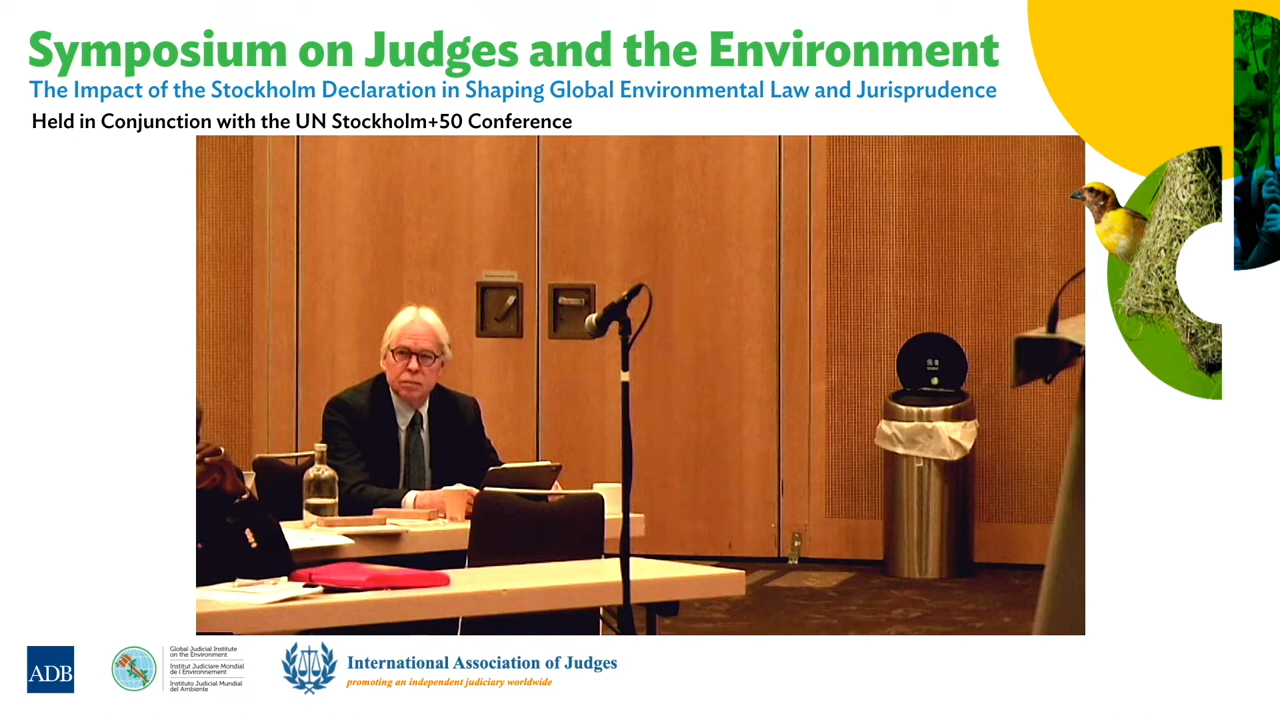 Symposium on Judges and the Environment
The Impact of the Stockholm Declaration in Shaping Global Environmental Law and Jurisprudence
Held in Conjunction with the UN Stockholm+50 Conference
ADB
Global Judicial Institute
on the Environment
Institut Judiciaire Mondial
de l'Environnement
Instituto Judicial Mundial
del Ambiente
International Association of Judges
promoting an independent judiciary worldwide